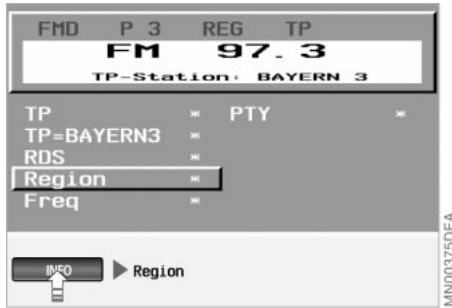 FMD P 3 REG TP
FM 97.3
TP-Station: BAYERN 3
TP * PTY *
TP=BAYERN3 *
RDS *
Region *
Freq *
INFO Region
MN00375DEA